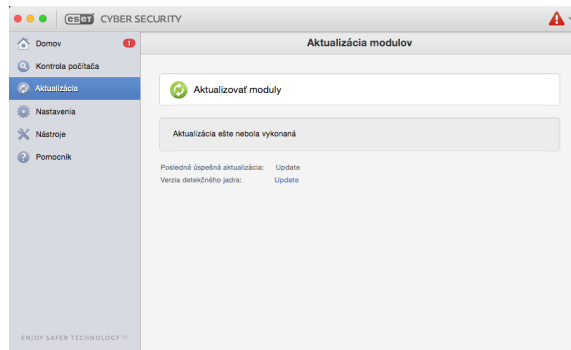 eset CYBER SECURITY
Domov 1
Kontrola počítača
Aktualizácia
Nastavenia
Nástroje
Pomocník
ENJOY SAFER TECHNOLOGY™
Aktualizácia modulov
Aktualizovať moduly
Aktualizácia ešte nebola vykonaná
Posledná úspešná aktualizácia: Update
Verzia detekčného jadra: Update